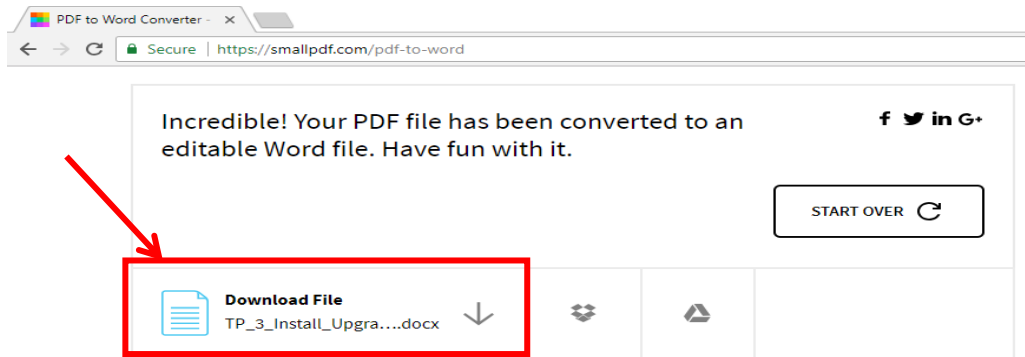 PDF to Word Converter -
Secure | https://smallpdf.com/pdf-to-word
Incredible! Your PDF file has been converted to an
editable Word file. Have fun with it.
f in G+
START OVER
Download File
TP_3_Install_Upgra....docx